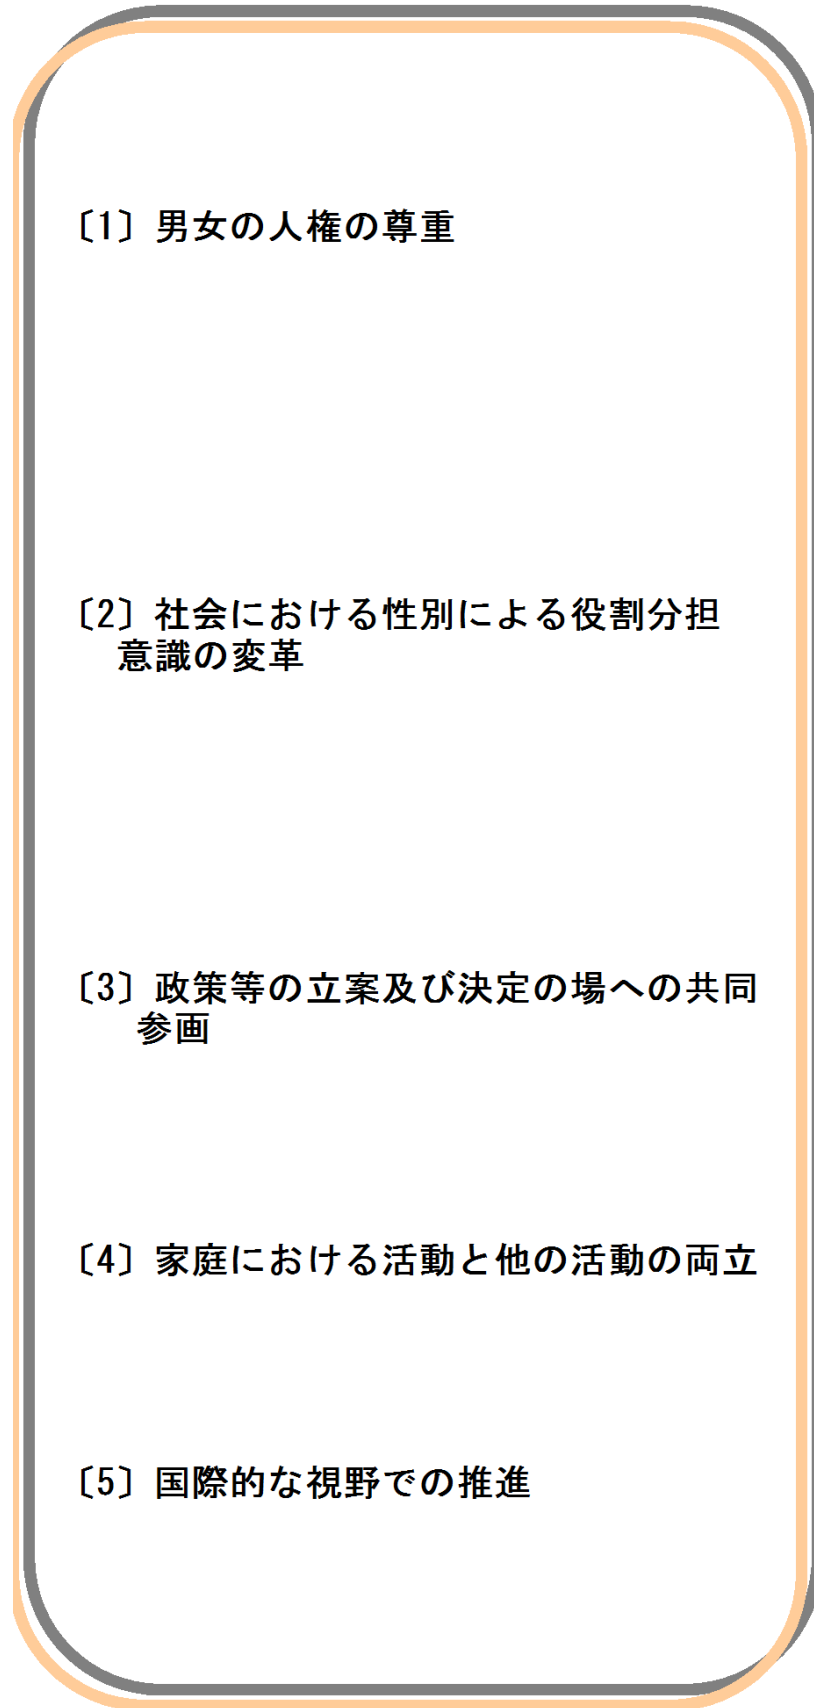 〔1〕男女の人権の尊重
〔2〕社会における性別による役割分担
意識の変革
〔3〕政策等の立案及び決定の場への共同
参画
〔4〕家庭における活動と他の活動の両立
〔5〕国際的な視野での推進